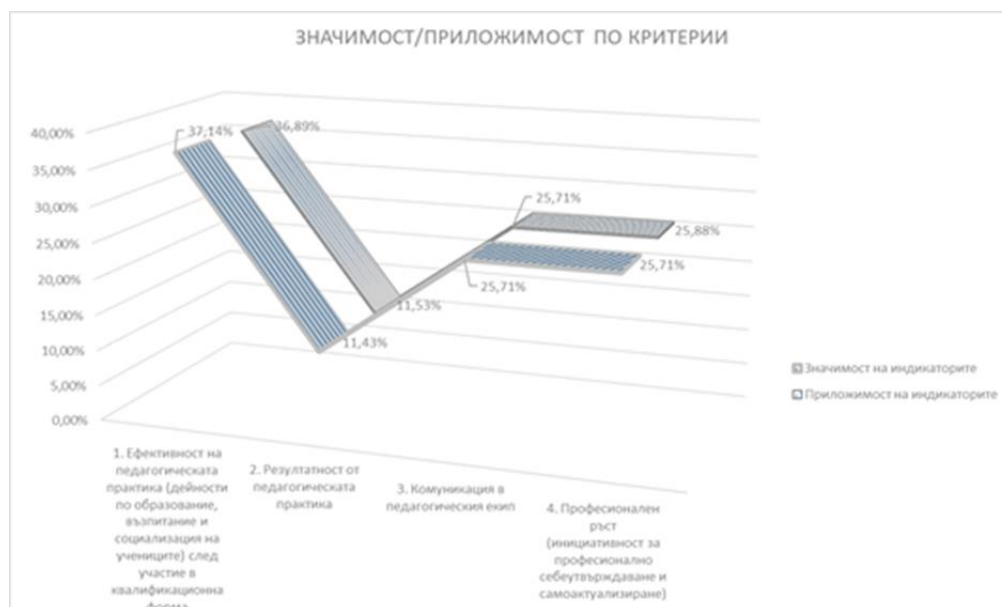 ЗНАЧИМОСТ/ПРИЛОЖИМОСТ ПО КРИТЕРИИ
40,00%
35,00%
30,00%
25,00%
20,00%
15,00%
10,00%
5,00%
0,00%
37,14%
36,89%
11,43%
11,53%
25,71%
25,71%
25,88%
25,71%
Значимост на индикаторите
Приложимост на индикаторите
1. Ефективност на
педагогическата
практика (дейности
по образование,
възпитание и
социализация на
учениците) след
участие в
квалификационна
форма
2. Резултатност от
педагогическата
практика
3. Комуникация в
педагогическия екип
4. Професионален
ръст
(инициативност за
професионално
себеутвърждаване и
самоактуализиране)